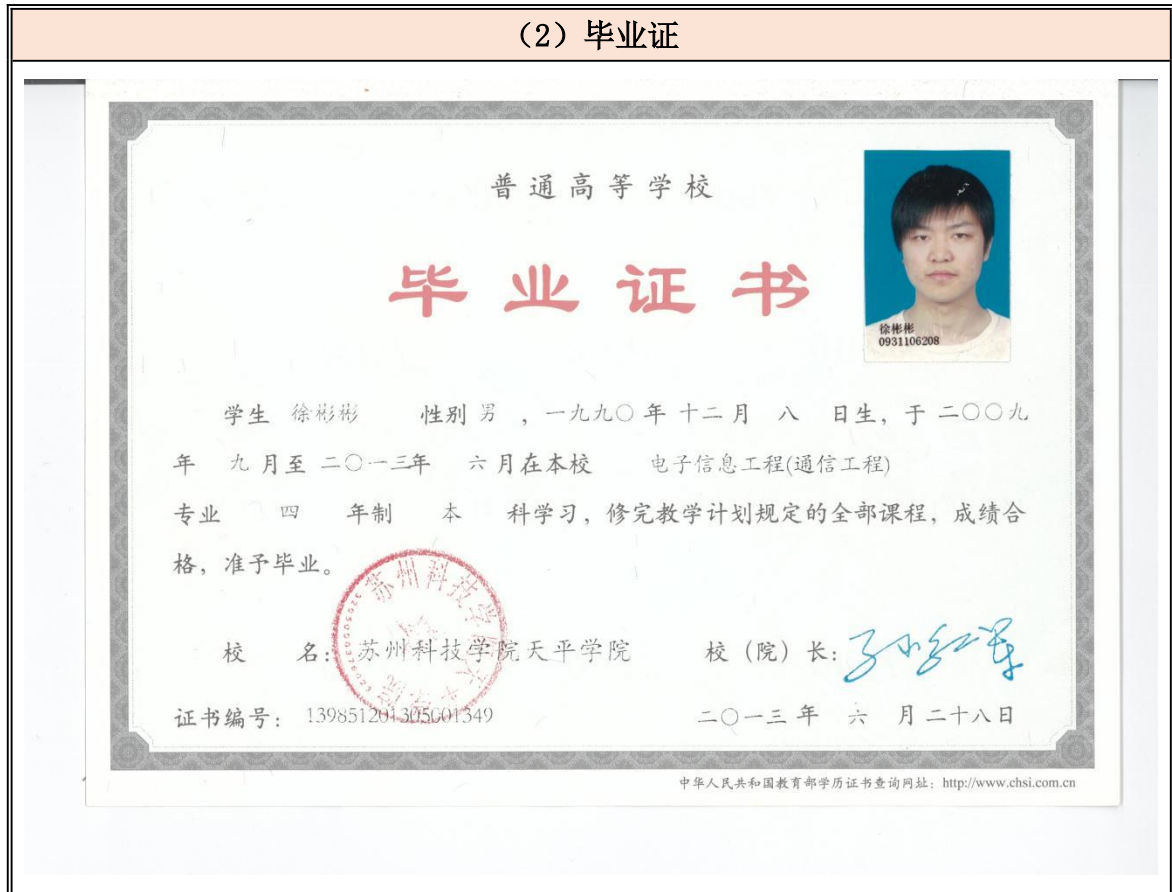 （2）毕业证
普通高等学校
毕业证书
徐彬彬
0931106208
学生 徐彬彬 性别 男 ，一九九〇年 十二月 八 日生，于 二〇〇九
年 九 月至 二〇一三年 六 月在本校 电子信息工程(通信工程)
专业 四 年制 本 科学习，修完教学计划规定的全部课程，成绩合
格，准予毕业。
校 名：苏州科技学院天平学院 校（院）长：
证书编号：139851201305001349 二〇一三 年 六 月 二十八日
中华人民共和国教育部学历证书查询网址：http://www.chsi.com.cn